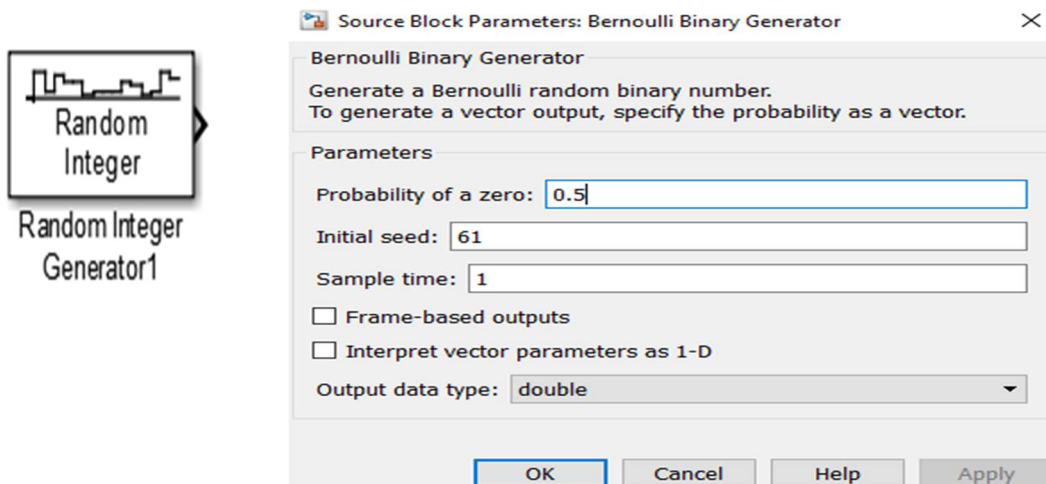 Random
Integer
Random Integer
Generator1
Source Block Parameters: Bernoulli Binary Generator
Bernoulli Binary Generator
Generate a Bernoulli random binary number.
To generate a vector output, specify the probability as a vector.
Parameters
Probability of a zero: 0.5
Initial seed: 61
Sample time: 1
Frame-based outputs
Interpret vector parameters as 1-D
Output data type: double
OK Cancel Help Apply